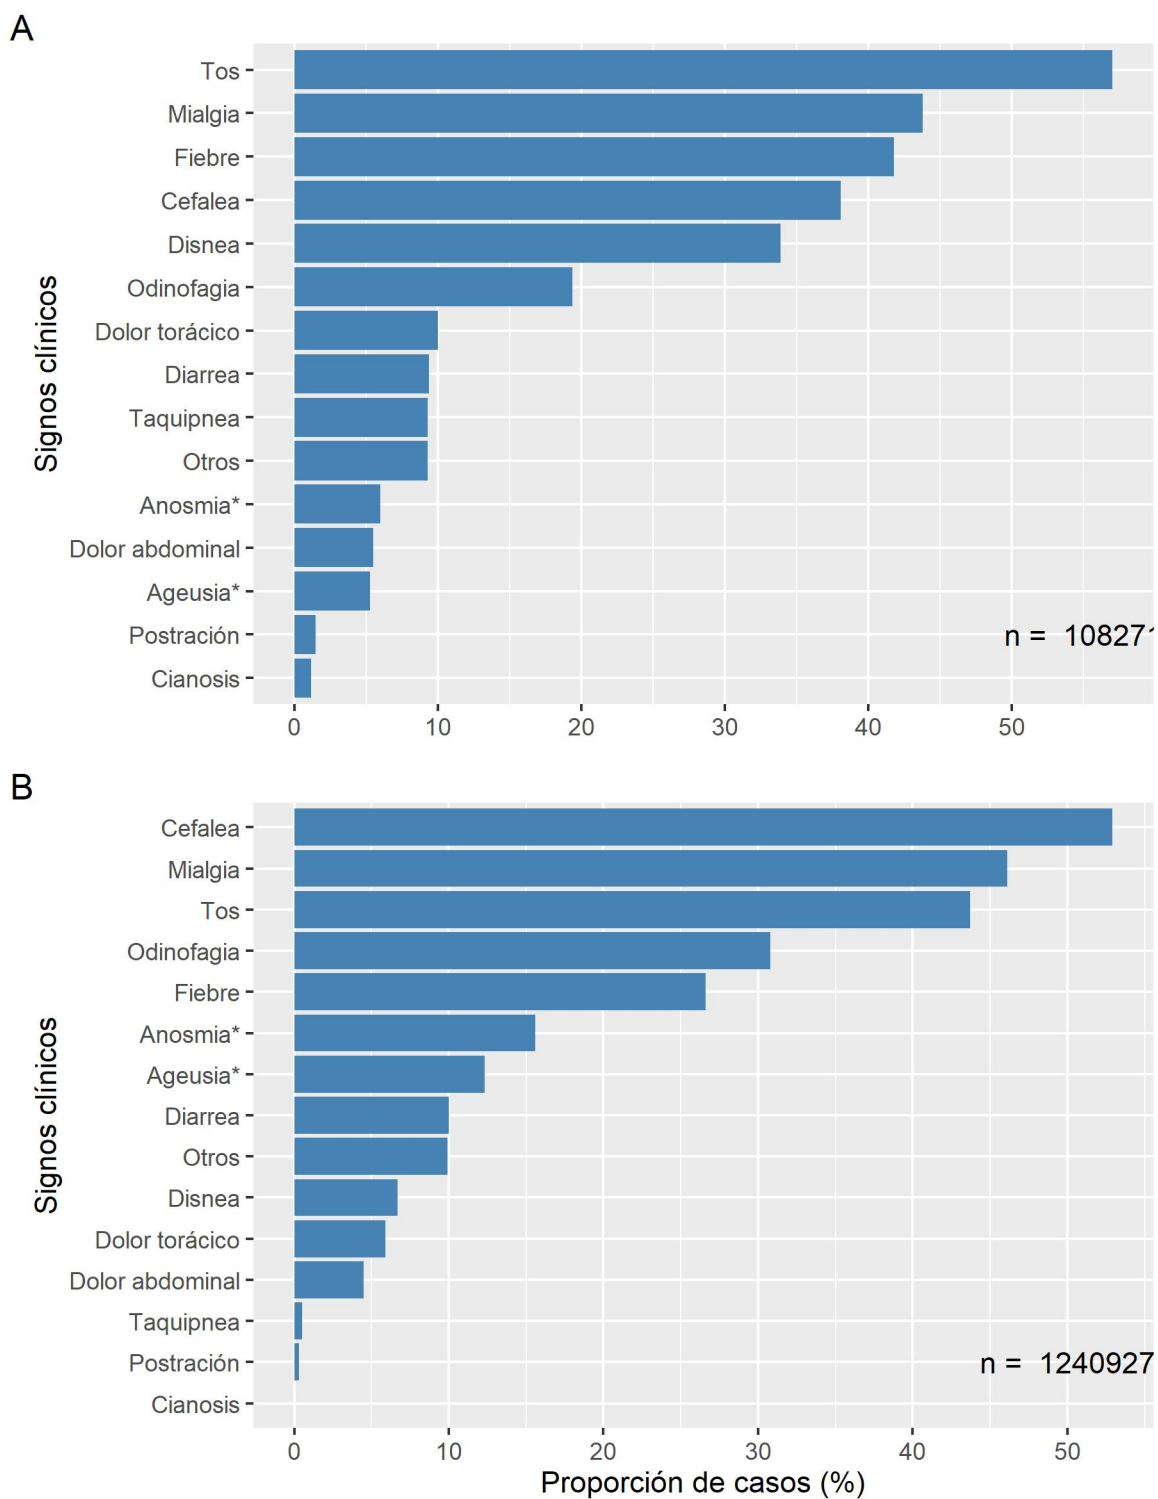 A
Tos
Mialgia
Fiebre
Cefalea
Disnea
Odinofagia
Dolor torácico
Diarrea
Taquipnea
Otros
Anosmia*
Dolor abdominal
Ageusia*
Postración
Cianosis
Signos clínicos
n = 108271
0 10 20 30 40 50
B
Cefalea
Mialgia
Tos
Odinofagia
Fiebre
Anosmia*
Ageusia*
Diarrea
Otros
Disnea
Dolor torácico
Dolor abdominal
Taquipnea
Postración
Cianosis
Signos clínicos
n = 1240927
0 10 20 30 40 50
Proporción de casos (%)